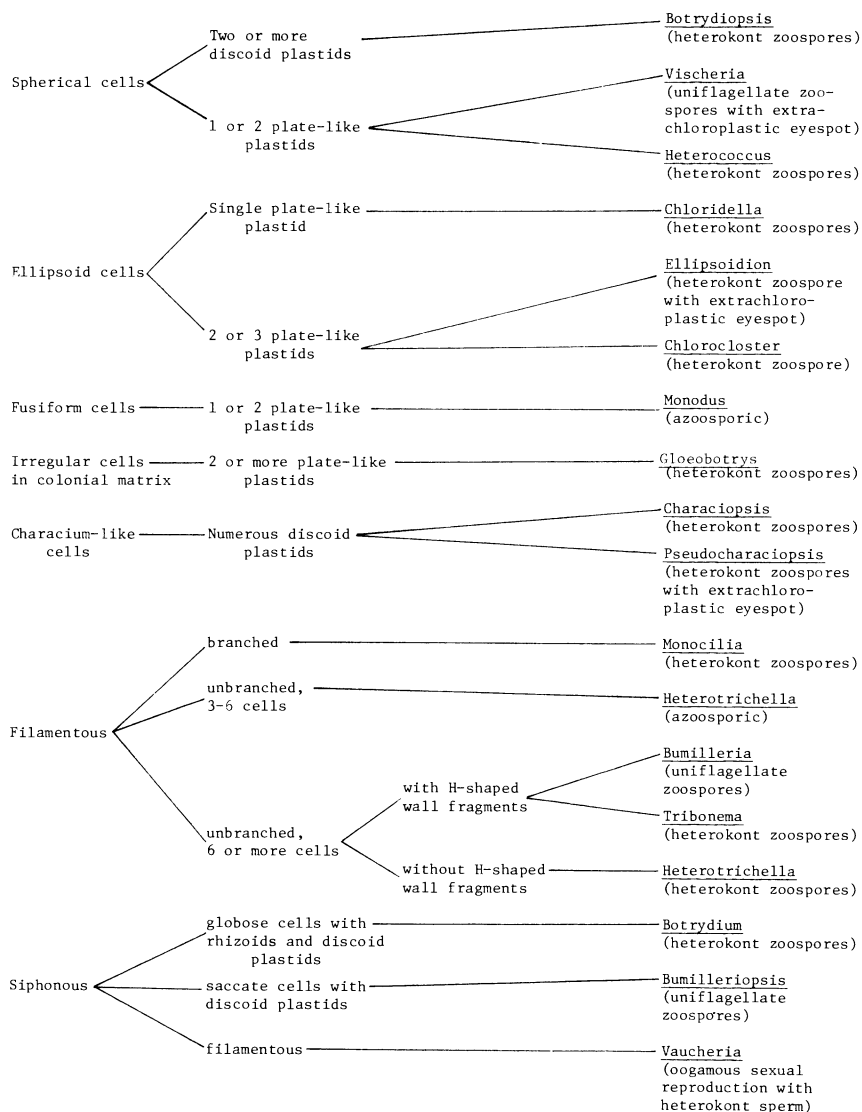 Spherical cells
Two or more
discoid plastids
Botrydiopsis
(heterokont zoospores)
1 or 2 plate-like
plastids
Vischeria
(uniflagellate zoo-
spores with extra-
chloroplastic eyespot)
Heterococcus
(heterokont zoospores)
Ellipsoid cells
Single plate-like
plastid
Chloridella
(heterokont zoospores)
2 or 3 plate-like
plastids
Ellipsoidion
(heterokont zoospore
with extrachloro-
plastic eyespot)
Chlorocloster
(heterokont zoospore)
Fusiform cells
1 or 2 plate-like
plastids
Monodus
(azoosporic)
Irregular cells
in colonial matrix
2 or more plate-like
plastids
Gloeobotrys
(heterokont zoospores)
Characium-like
cells
Numerous discoid
plastids
Characiopsis
(heterokont zoospores)
Pseudocharaciopsis
(heterokont zoospores
with extrachloro-
plastic eyespot)
Filamentous
branched
Monocilia
(heterokont zoospores)
unbranched,
3-6 cells
Heterotrichella
(azoosporic)
unbranched,
6 or more cells
with H-shaped
wall fragments
Bumilleria
(uniflagellate
zoospores)
Tribonema
(heterokont zoospores)
without H-shaped
wall fragments
Heterotrichella
(heterokont zoospores)
Siphonous
globose cells with
rhizoids and discoid
plastids
Botrydium
(heterokont zoospores)
saccate cells with
discoid plastids
Bumilleriopsis
(uniflagellate
zoospores)
filamentous
Vaucheria
(oogamous sexual
reproduction with
heterokont sperm)